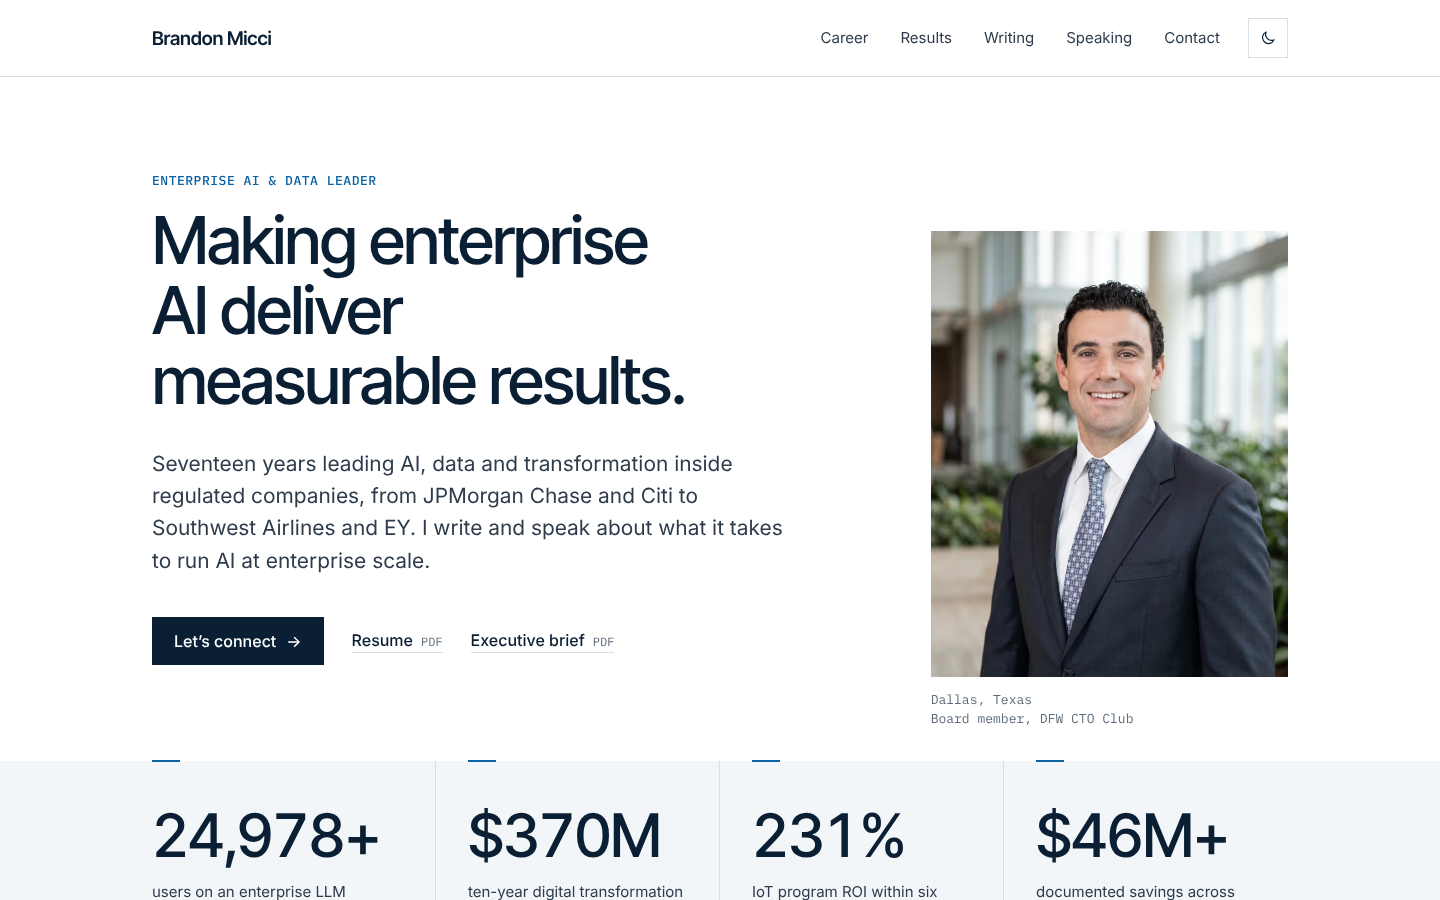 Brandon Micci
Career Results Writing Speaking Contact
ENTERPRISE AI & DATA LEADER
Making enterprise
AI deliver
measurable results.
Seventeen years leading AI, data and transformation inside
regulated companies, from JPMorgan Chase and Citi to
Southwest Airlines and EY. I write and speak about what it takes
to run AI at enterprise scale.
Let’s connect →
Resume PDF
Executive brief PDF
Dallas, Texas
Board member, DFW CTO Club
24,978+
users on an enterprise LLM
$370M
ten-year digital transformation
231%
IoT program ROI within six
$46M+
documented savings across